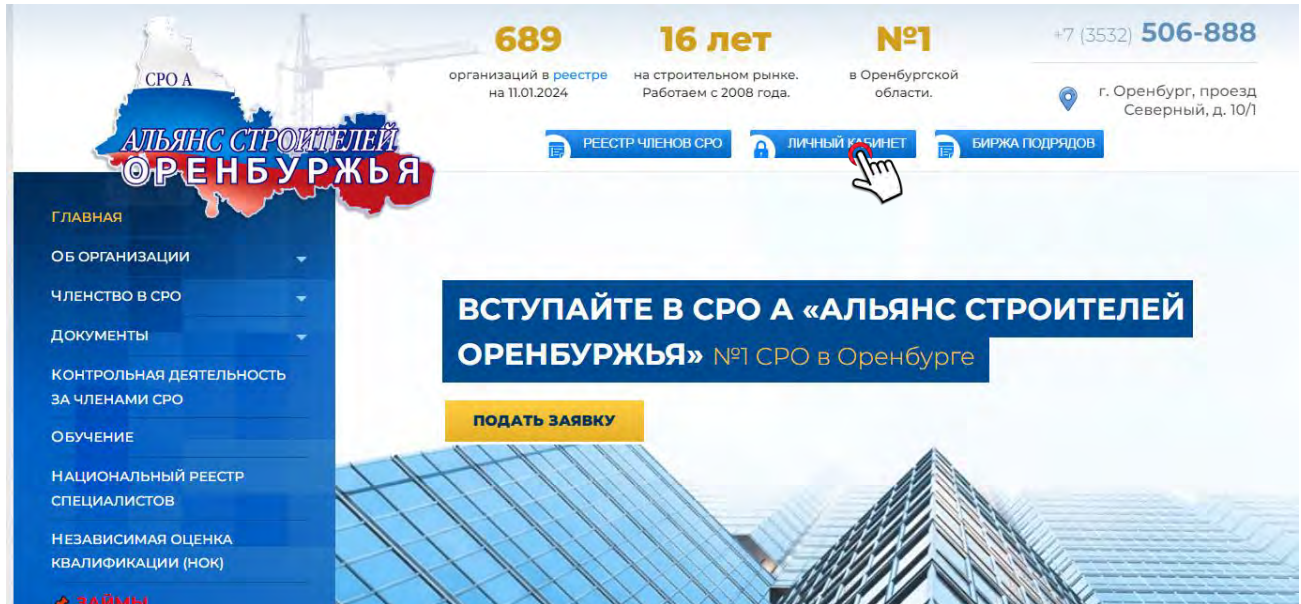 СРО А
АЛЬЯНС СТРОИТЕЛЕЙ
ОРЕНБУРЖЬЯ
689
организаций в реестре
на 11.01.2024
16 лет
на строительном рынке.
Работаем с 2008 года.
№1
в Оренбургской
области.
+7 (3532) 506-888
г. Оренбург, проезд
Северный, д. 10/1
РЕЕСТР ЧЛЕНОВ СРО
ЛИЧНЫЙ КАБИНЕТ
БИРЖА ПОДРЯДОВ
ГЛАВНАЯ
ОБ ОРГАНИЗАЦИИ
ЧЛЕНСТВО В СРО
ДОКУМЕНТЫ
КОНТРОЛЬНАЯ ДЕЯТЕЛЬНОСТЬ
ЗА ЧЛЕНАМИ СРО
ОБУЧЕНИЕ
НАЦИОНАЛЬНЫЙ РЕЕСТР
СПЕЦИАЛИСТОВ
НЕЗАВИСИМАЯ ОЦЕНКА
КВАЛИФИКАЦИИ (НОК)
ЗАЙМЫ
ВСТУПАЙТЕ В СРО А «АЛЬЯНС СТРОИТЕЛЕЙ
ОРЕНБУРЖЬЯ» №1 СРО в Оренбурге
ПОДАТЬ ЗАЯВКУ